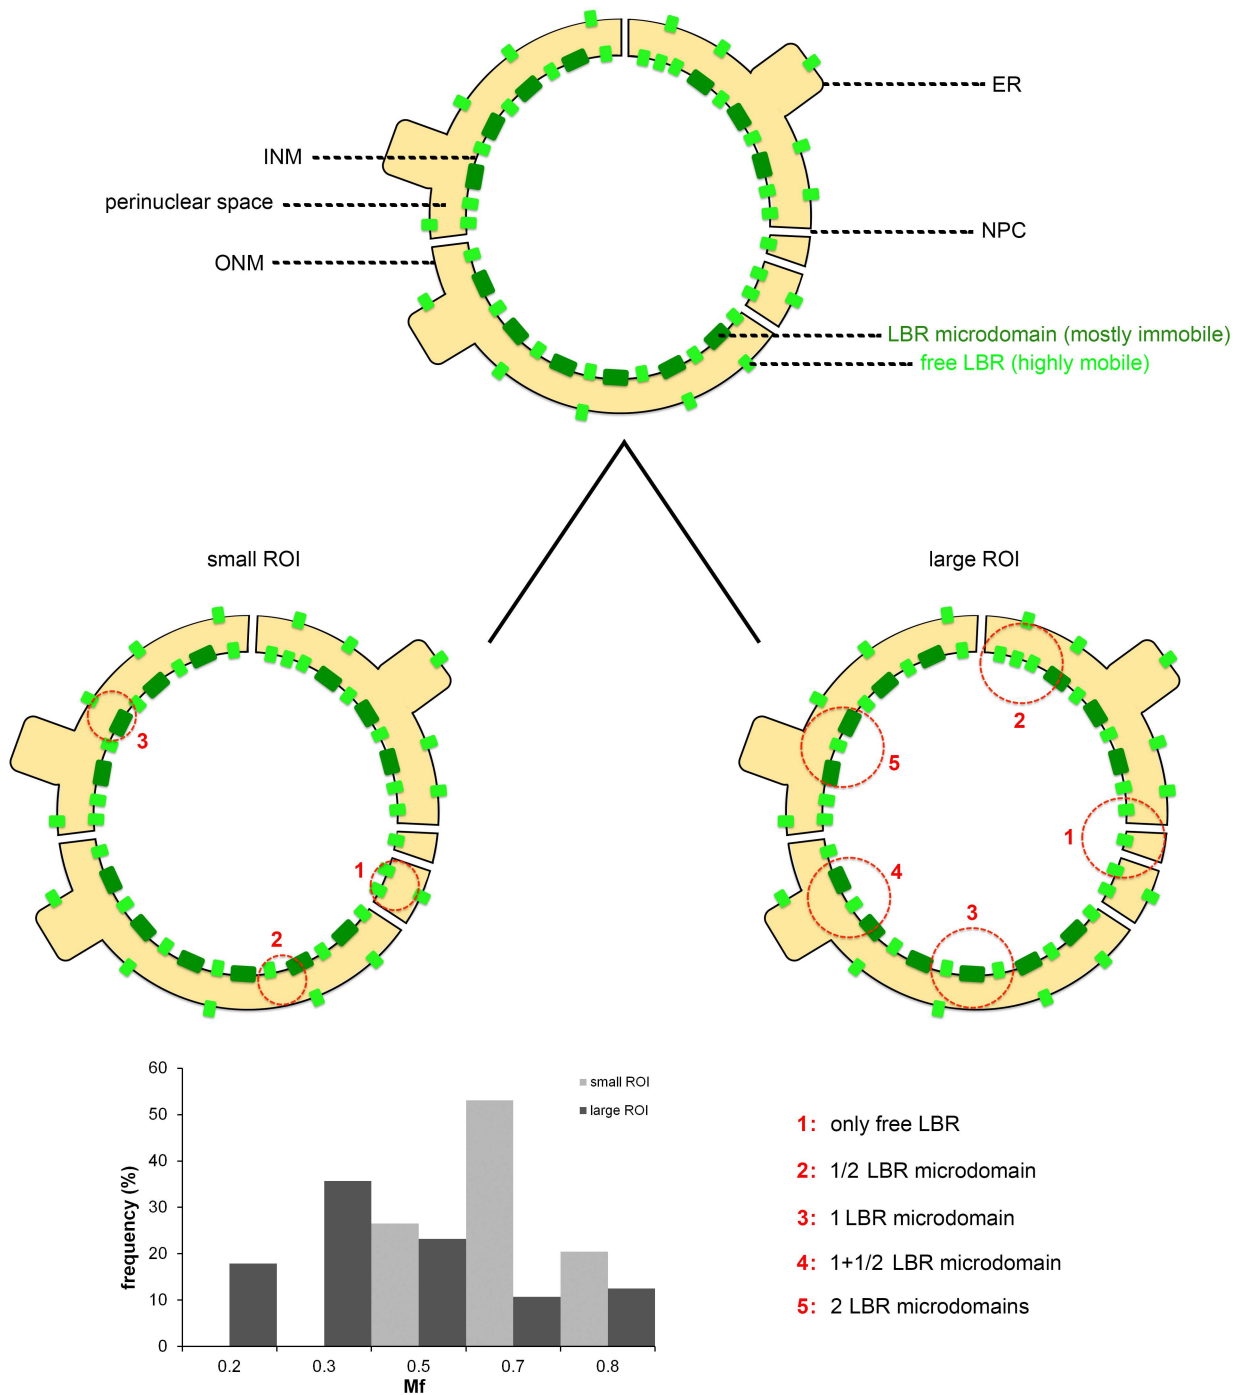 ER
INM
perinuclear space
NPC
ONM
LBR microdomain (mostly immobile)
free LBR (highly mobile)
small ROI
large ROI
3
1
2
2
5
1
4
3
60
50
40
30
20
10
0
frequency (%)
small ROI
large ROI
0.2 0.3 0.5 0.7 0.8
Mf
1: only free LBR
2: 1/2 LBR microdomain
3: 1 LBR microdomain
4: 1+1/2 LBR microdomain
5: 2 LBR microdomains